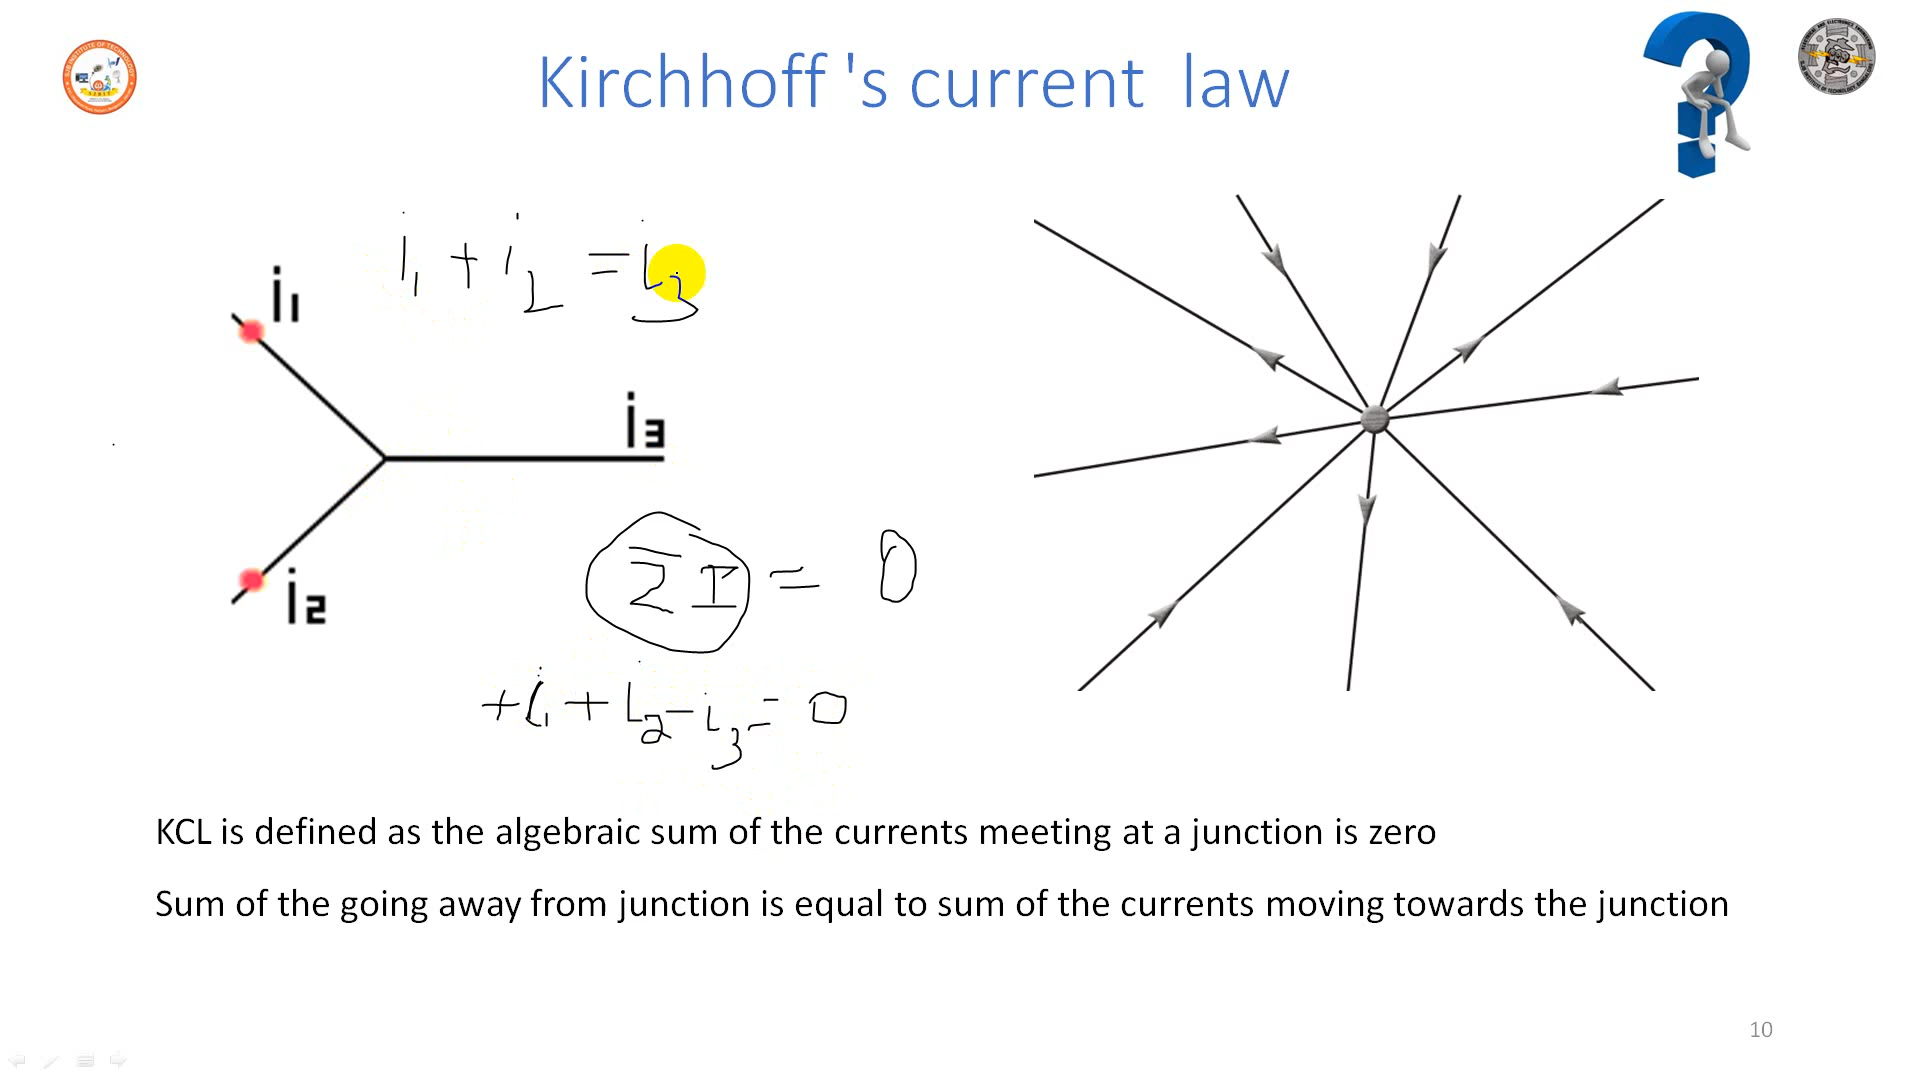 Kirchhoff 's current law
i₁ + i₂ = i₃
i₁
i₃
i₂
Σ I = 0
+i₁ + i₂ - i₃ = 0
KCL is defined as the algebraic sum of the currents meeting at a junction is zero
Sum of the going away from junction is equal to sum of the currents moving towards the junction
10